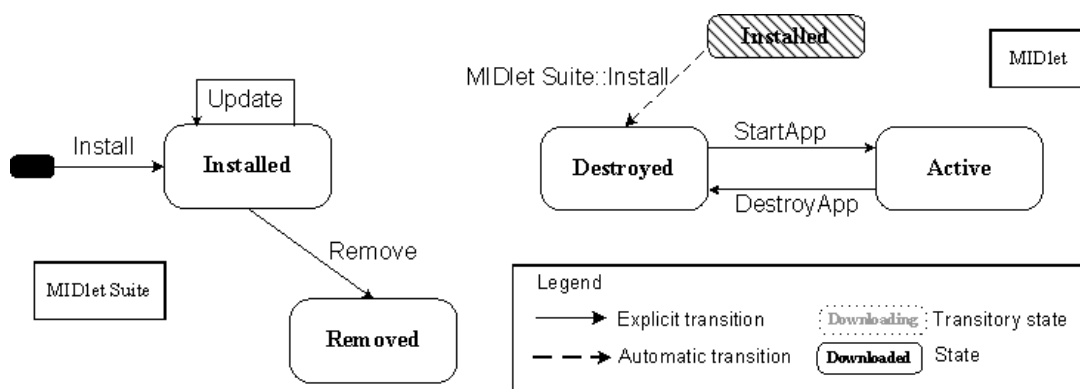 Installed
MIDlet
MIDlet Suite::Install
Update
Install
Installed
StartApp
Destroyed
Active
DestroyApp
Remove
MIDlet Suite
Removed
Legend
Explicit transition
Downloading
Transitory state
Automatic transition
Downloaded
State